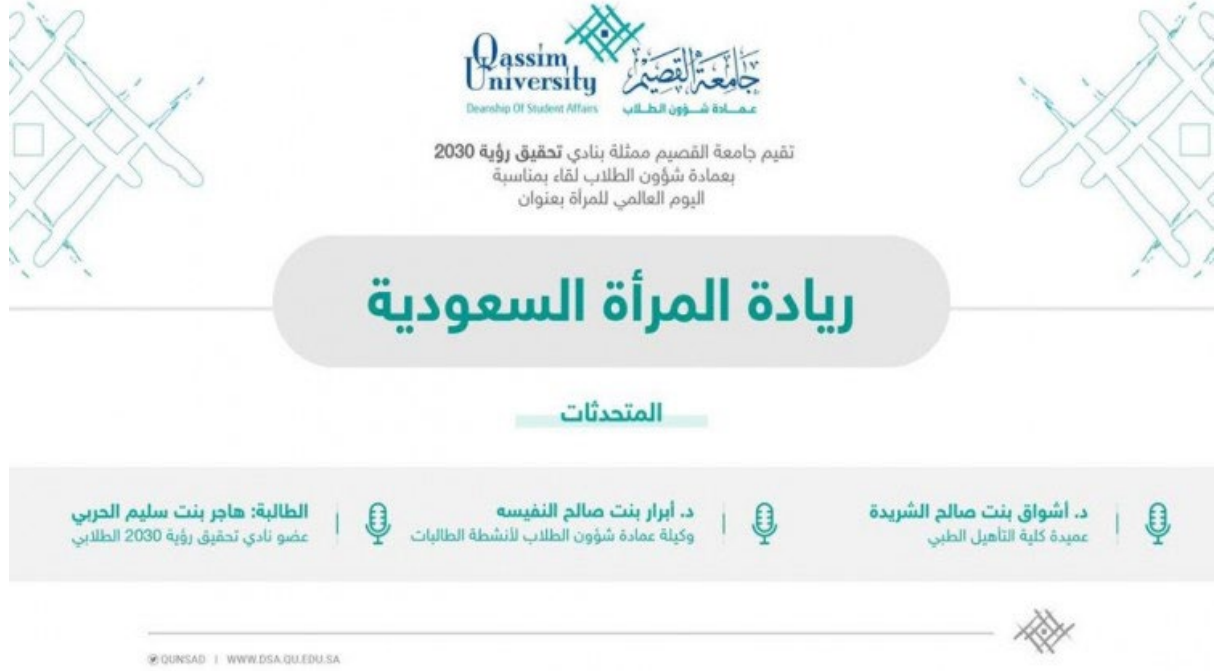 Qassim
University
Deanship Of Student Affairs
جامعة القصيم
عمادة شؤون الطلاب
تقيم جامعة القصيم ممثلة بنادي تحقيق رؤية 2030
بعمادة شؤون الطلاب لقاء بمناسبة
اليوم العالمي للمرأة بعنوان
ريادة المرأة السعودية
المتحدثات
د. أشواق بنت صالح الشريدة
عميدة كلية التأهيل الطبي
د. أبرار بنت صالح النفيسه
وكيلة عمادة شؤون الطلاب لأنشطة الطالبات
الطالبة: هاجر بنت سليم الحربي
عضو نادي تحقيق رؤية 2030 الطلابي
QUNSAD | WWW.DSA.QU.EDU.SA